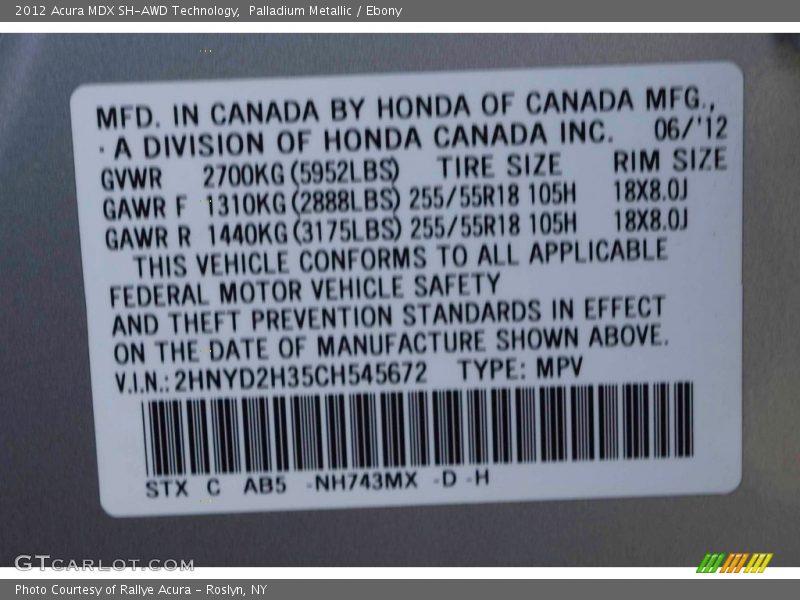 2012 Acura MDX SH-AWD Technology,  Palladium Metallic / Ebony
MFD. IN CANADA BY HONDA OF CANADA MFG.,
A DIVISION OF HONDA CANADA INC. 06/'12
GVWR 2700KG (5952LBS) TIRE SIZE RIM SIZE
GAWR F 1310KG (2888LBS) 255/55R18 105H 18X8.0J
GAWR R 1440KG (3175LBS) 255/55R18 105H 18X8.0J
THIS VEHICLE CONFORMS TO ALL APPLICABLE
FEDERAL MOTOR VEHICLE SAFETY
AND THEFT PREVENTION STANDARDS IN EFFECT
ON THE DATE OF MANUFACTURE SHOWN ABOVE.
V.I.N.: 2HNYD2H35CH545672 TYPE: MPV
STX C AB5 -NH743MX -D -H
GTCARLOT.COM
Photo Courtesy of Rallye Acura - Roslyn, NY